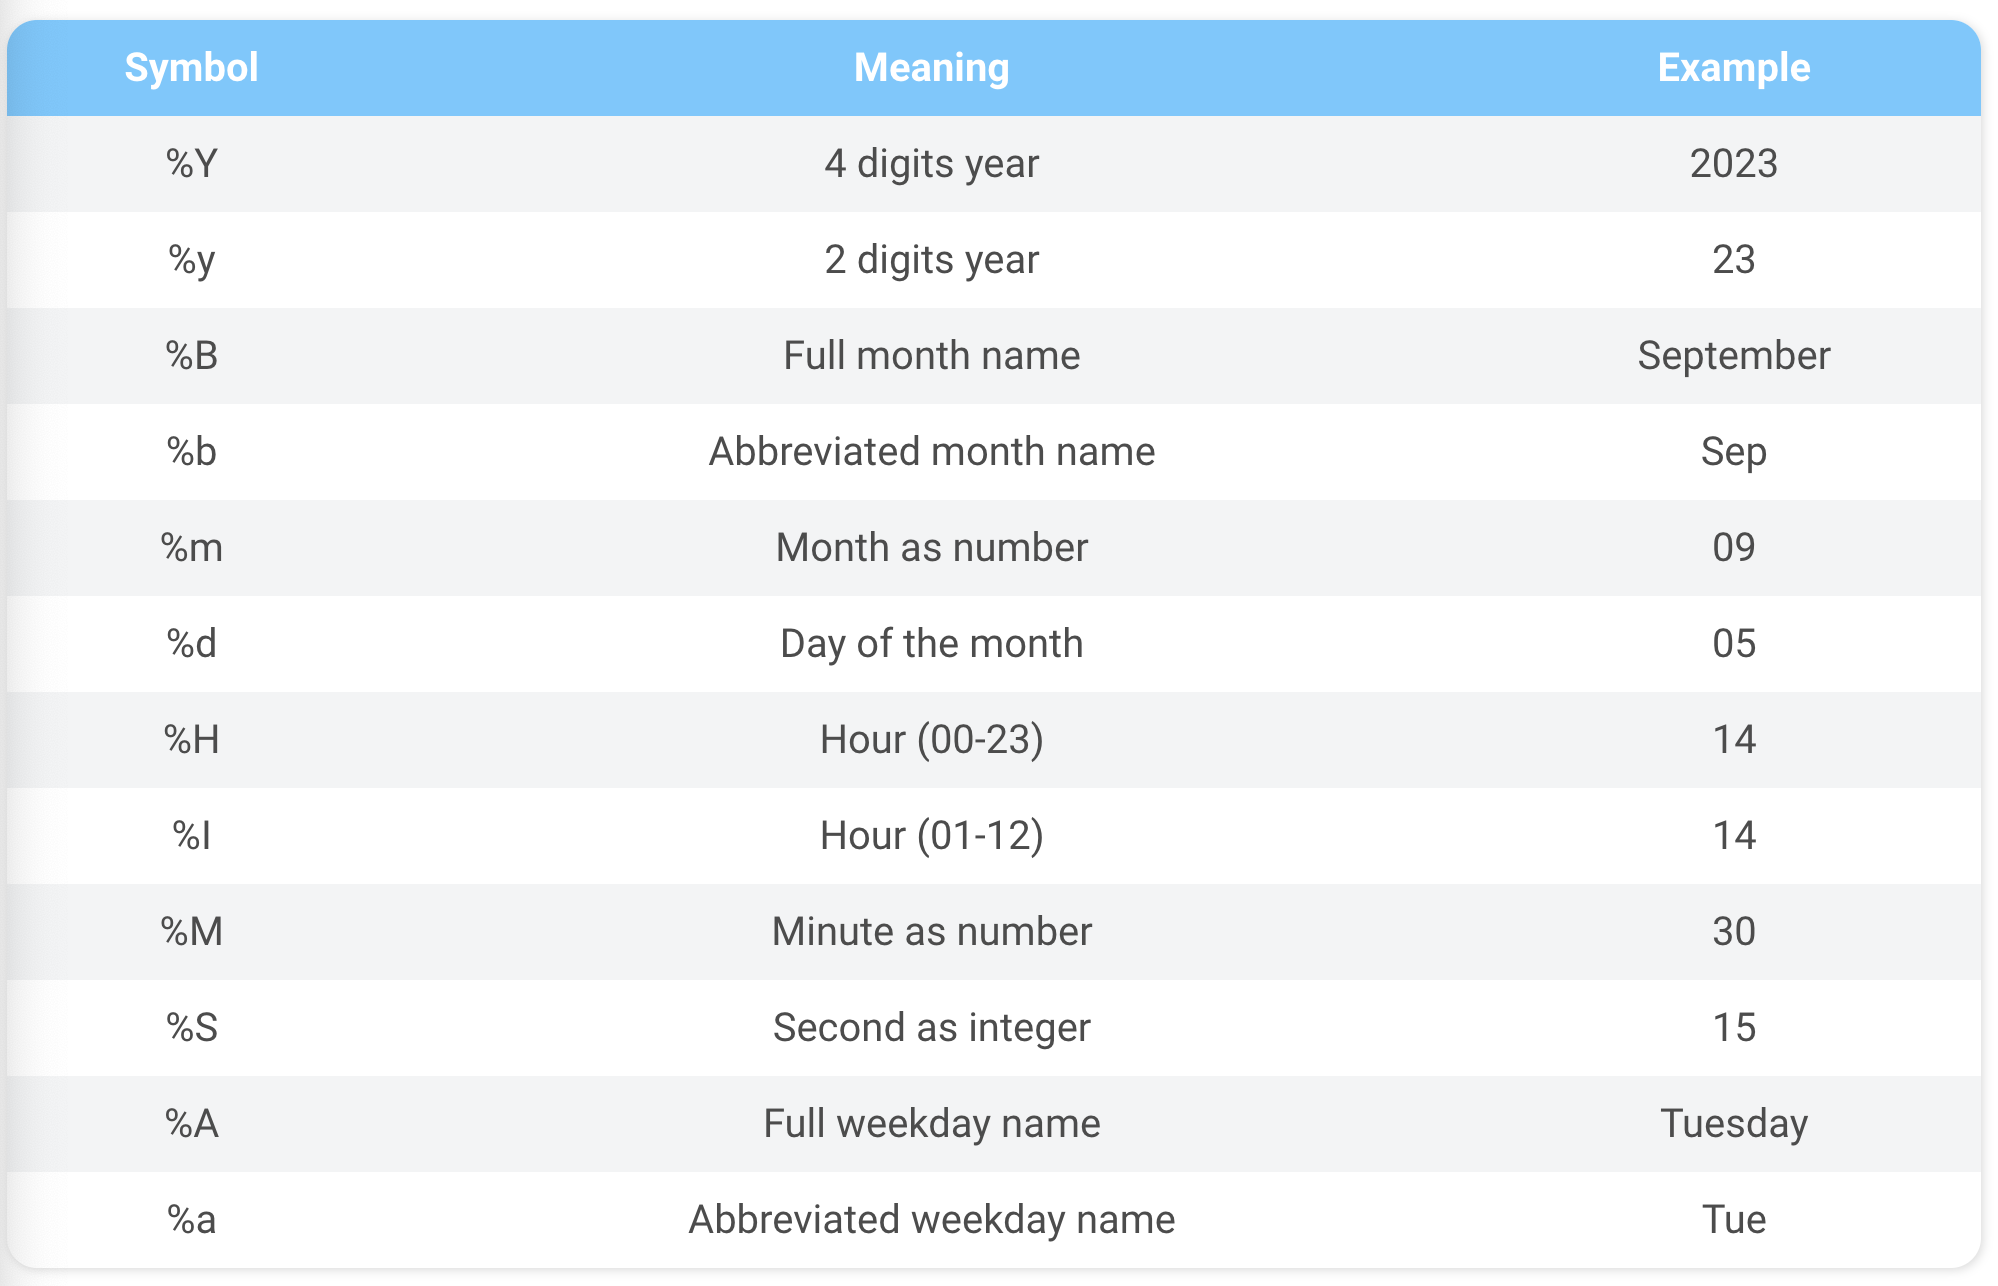 Symbol Meaning Example
%Y 4 digits year 2023
%y 2 digits year 23
%B Full month name September
%b Abbreviated month name Sep
%m Month as number 09
%d Day of the month 05
%H Hour (00-23) 14
%I Hour (01-12) 14
%M Minute as number 30
%S Second as integer 15
%A Full weekday name Tuesday
%a Abbreviated weekday name Tue